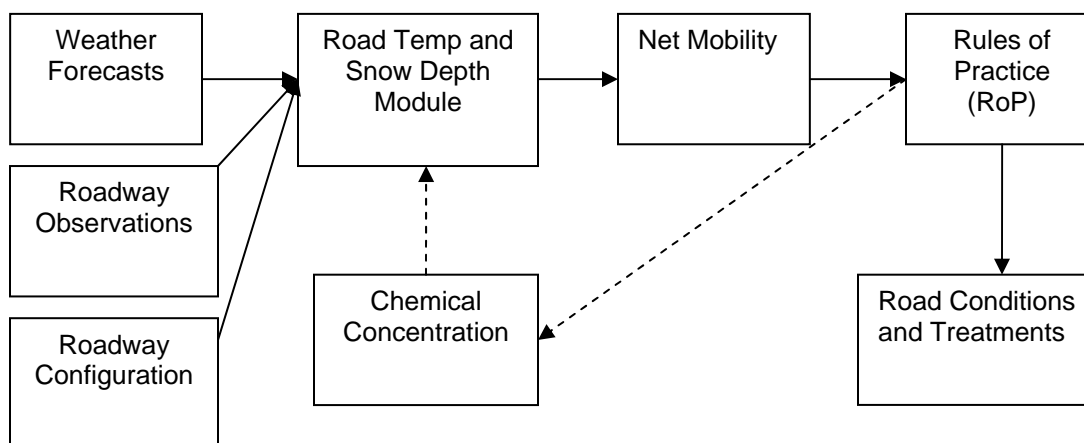 Weather
Forecasts
Road Temp and
Snow Depth
Module
Net Mobility
Rules of
Practice
(RoP)
Roadway
Observations
Roadway
Configuration
Chemical
Concentration
Road Conditions
and Treatments